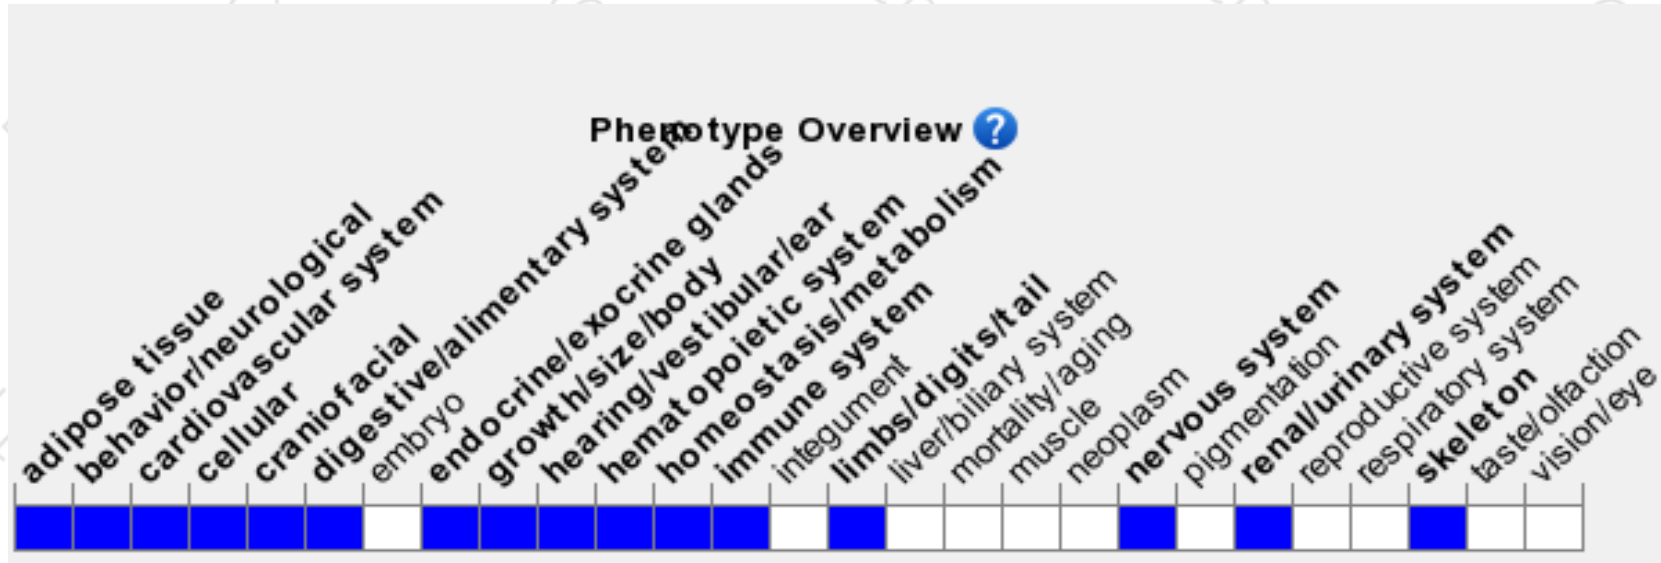 Phenotype Overview ?
adipose tissue
behavior/neurological
cardiovascular system
cellular
craniofacial
digestive/alimentary system
embryo
endocrine/exocrine glands
growth/size/body
hearing/vestibular/ear
hematopoietic system
homeostasis/metabolism
immune system
integument
limbs/digits/tail
liver/biliary system
mortality/aging
muscle
neoplasm
nervous system
pigmentation
renal/urinary system
reproductive system
respiratory system
skeleton
taste/olfaction
vision/eye